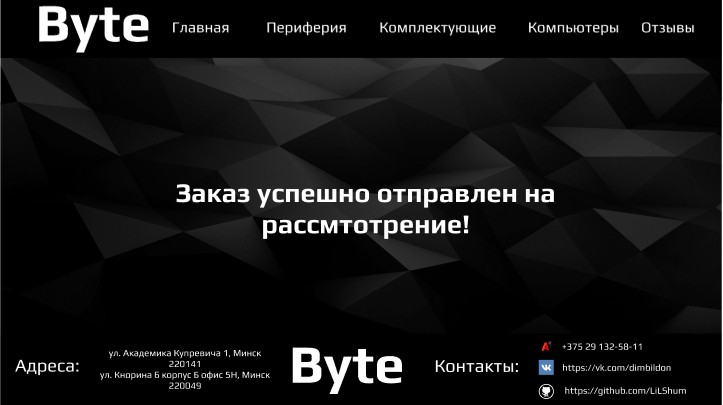 Byte Главная Периферия Комплектующие Компьютеры Отзывы
Заказ успешно отправлен на
рассмтотрение!
Адреса:
ул. Академика Купревича 1, Минск
220141
ул. Кнорина 6 корпус Б офис 5Н, Минск
220049
Byte
Контакты:
+375 29 132-58-11
https://vk.com/dimbildon
https://github.com/LiLShum